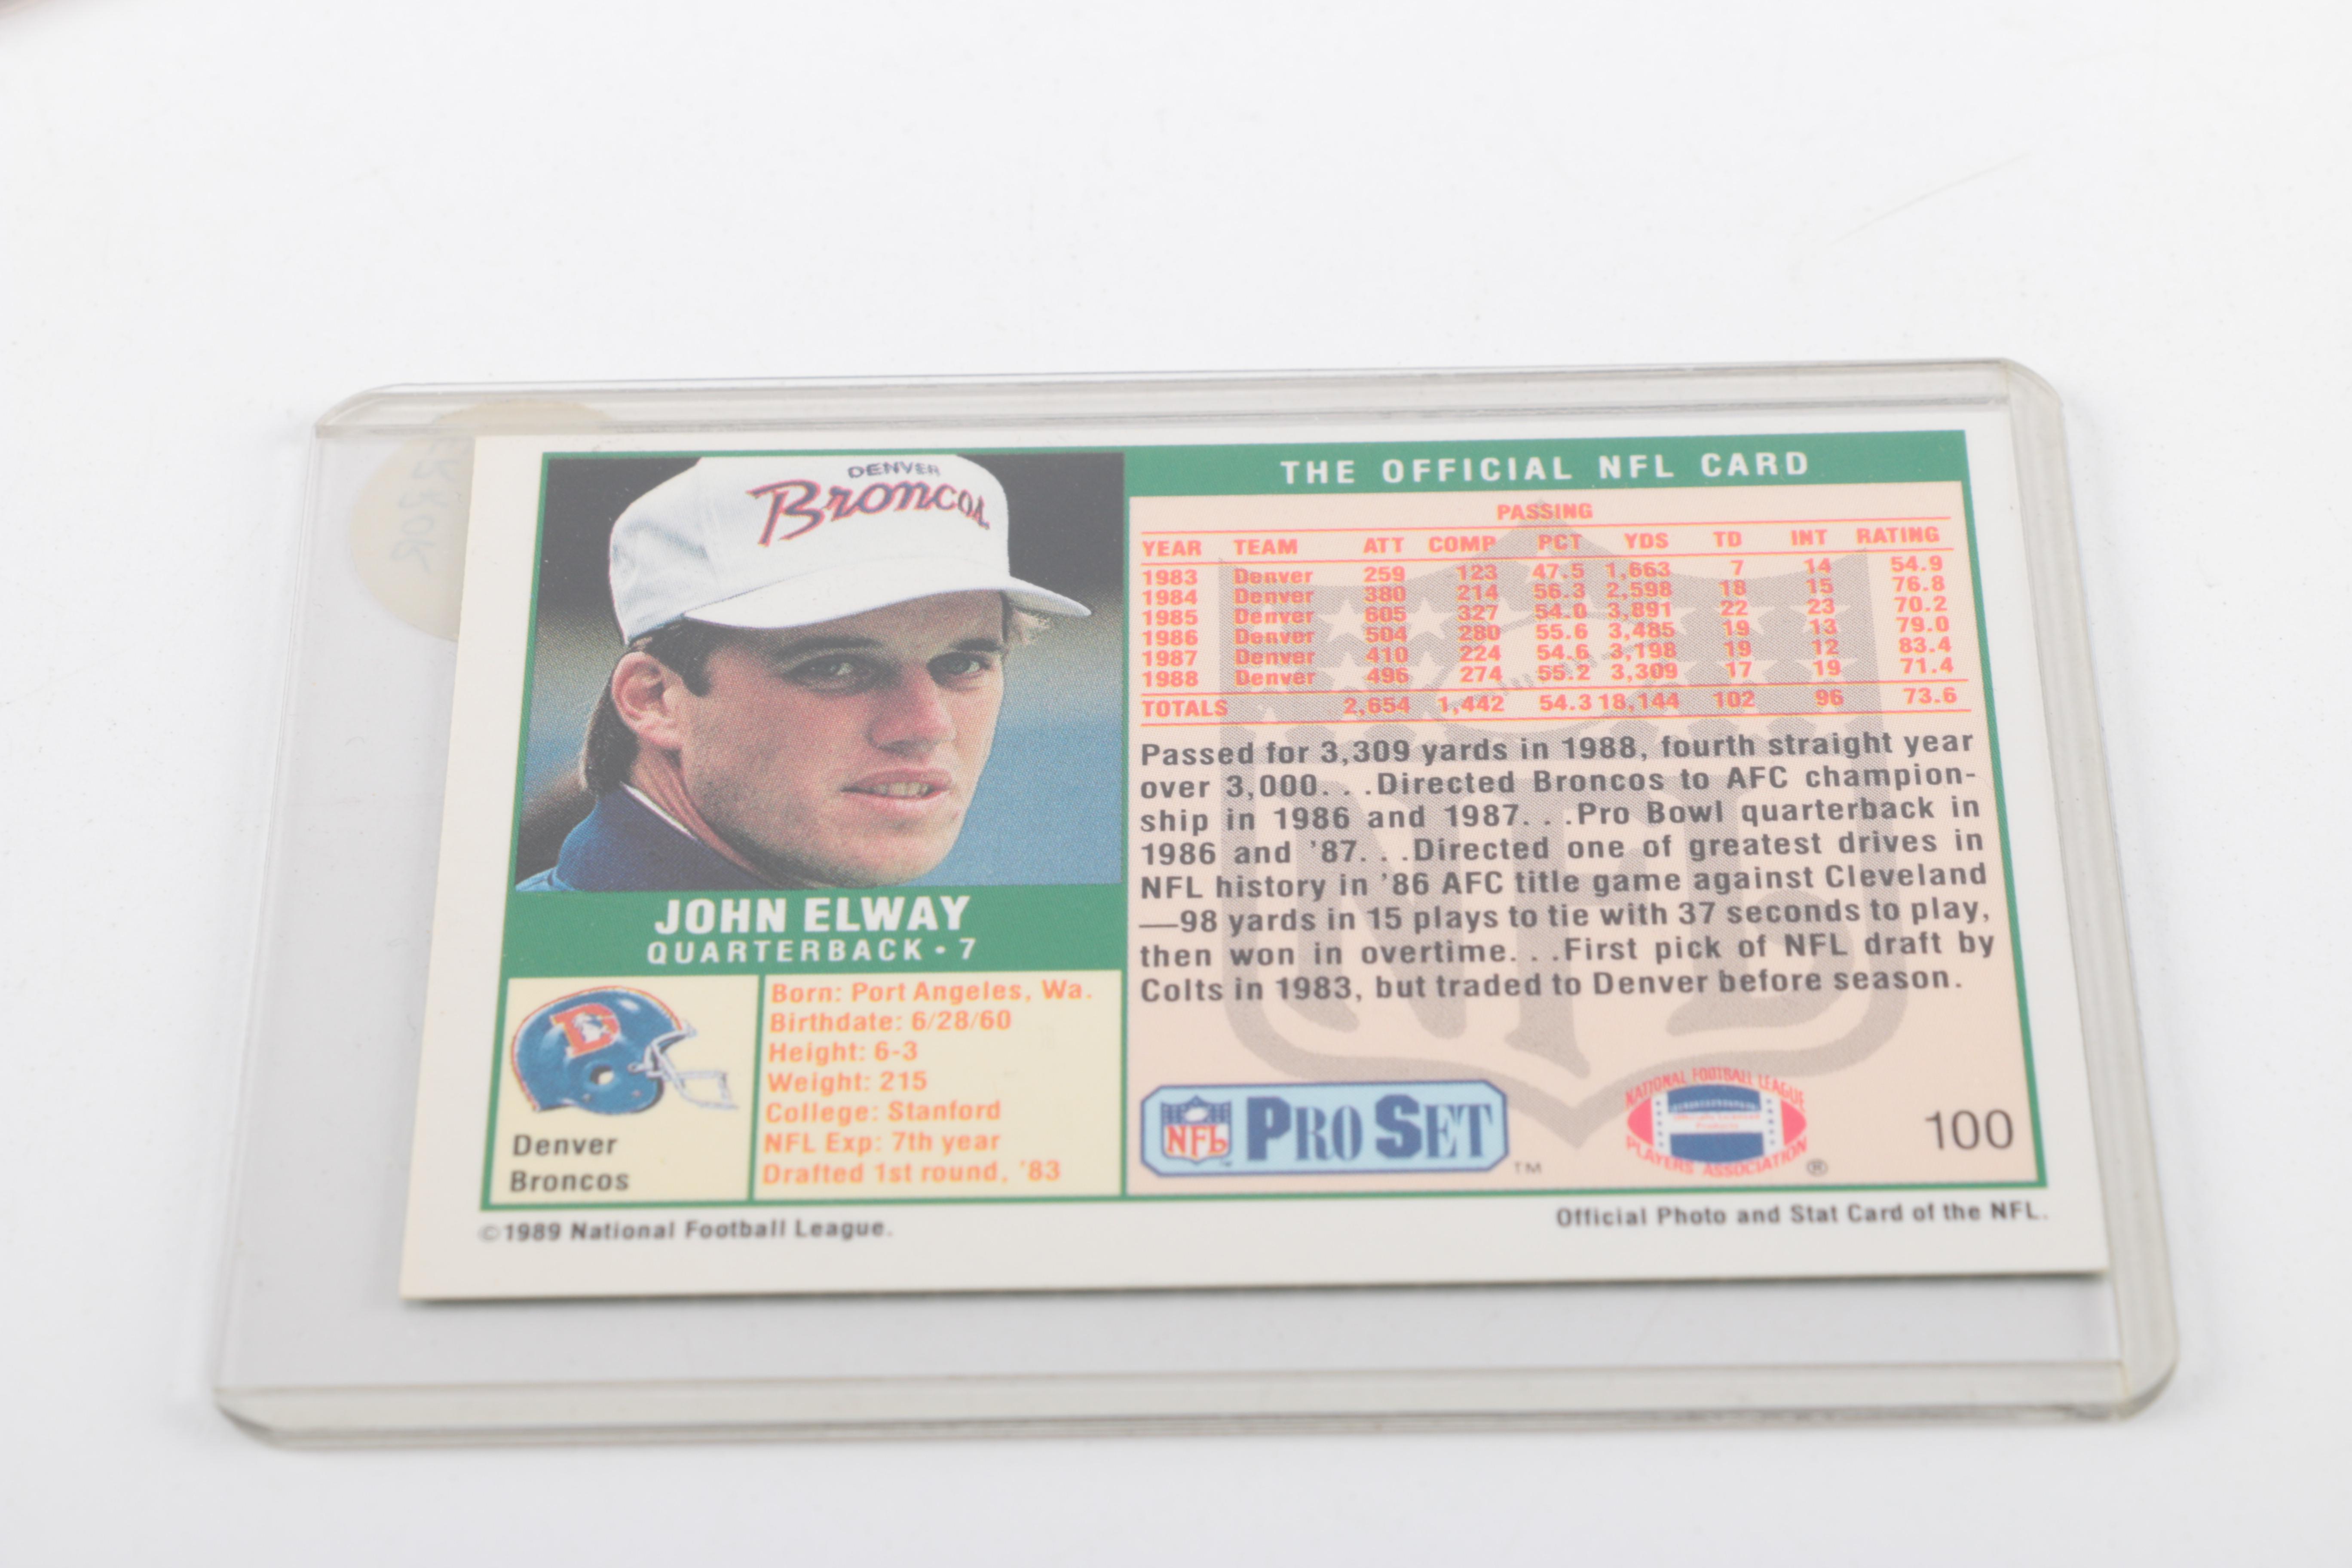 ERROR
DENVER
Broncos
JOHN ELWAY
QUARTERBACK • 7
Denver
Broncos
Born: Port Angeles, Wa.
Birthdate: 6/28/60
Height: 6-3
Weight: 215
College: Stanford
NFL Exp: 7th year
Drafted 1st round, '83
©1989 National Football League.
THE OFFICIAL NFL CARD
PASSING
YEAR TEAM ATT COMP PCT YDS TD INT RATING
1983 Denver 259 123 47.5 1,663 7 14 54.9
1984 Denver 380 214 56.3 2,598 18 15 76.8
1985 Denver 605 327 54.0 3,891 22 23 70.2
1986 Denver 504 280 55.6 3,485 19 13 79.0
1987 Denver 410 224 54.6 3,198 19 12 83.4
1988 Denver 496 274 55.2 3,309 17 19 71.4
TOTALS 2,654 1,442 54.3 18,144 102 96 73.6
Passed for 3,309 yards in 1988, fourth straight year
over 3,000. . .Directed Broncos to AFC champion-
ship in 1986 and 1987. . .Pro Bowl quarterback in
1986 and '87. . .Directed one of greatest drives in
NFL history in '86 AFC title game against Cleveland
—98 yards in 15 plays to tie with 37 seconds to play,
then won in overtime. . .First pick of NFL draft by
Colts in 1983, but traded to Denver before season.
NFL
NFL PRO SET TM
NATIONAL FOOTBALL LEAGUE
PLAYERS ASSOCIATION ®
100
Official Photo and Stat Card of the NFL.